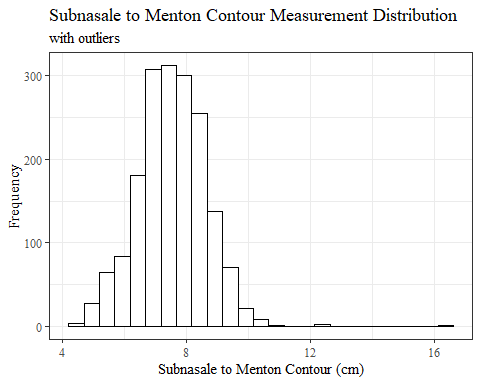 Subnasale to Menton Contour Measurement Distribution
with outliers
Frequency
300
200
100
0
4 8 12 16
Subnasale to Menton Contour (cm)